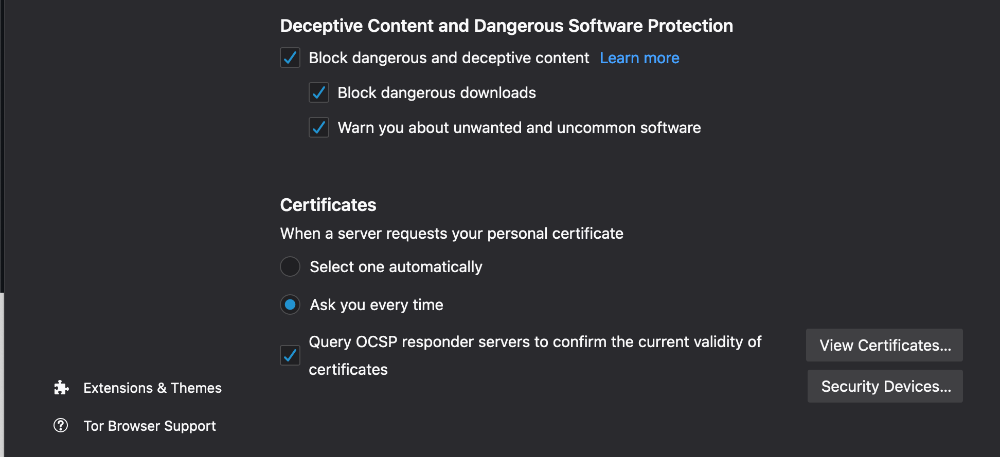 Deceptive Content and Dangerous Software Protection
Block dangerous and deceptive content Learn more
Block dangerous downloads
Warn you about unwanted and uncommon software
Certificates
When a server requests your personal certificate
Select one automatically
Ask you every time
Query OCSP responder servers to confirm the current validity of
certificates
View Certificates...
Security Devices...
Extensions & Themes
Tor Browser Support